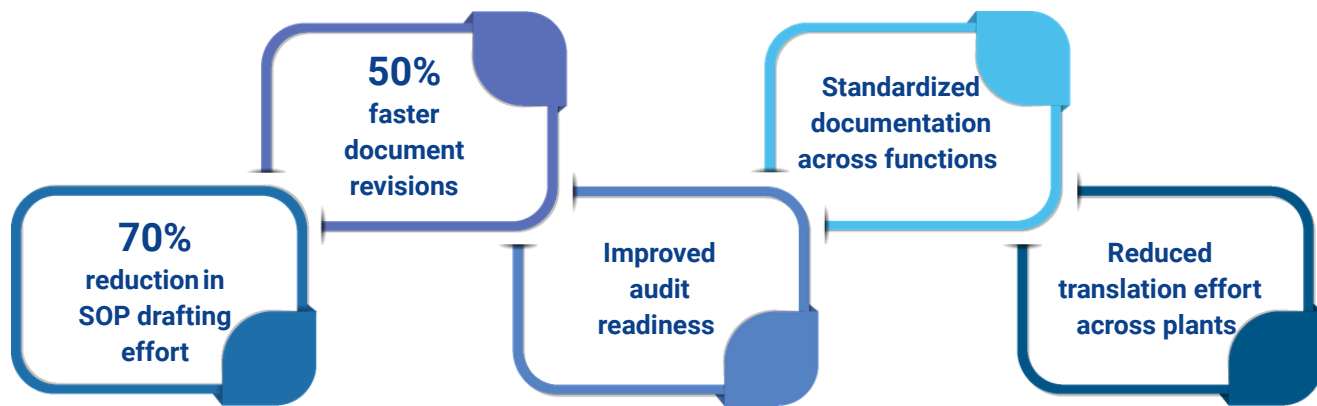 70%
reduction in
SOP drafting
effort
50%
faster
document
revisions
Improved
audit
readiness
Standardized
documentation
across functions
Reduced
translation effort
across plants